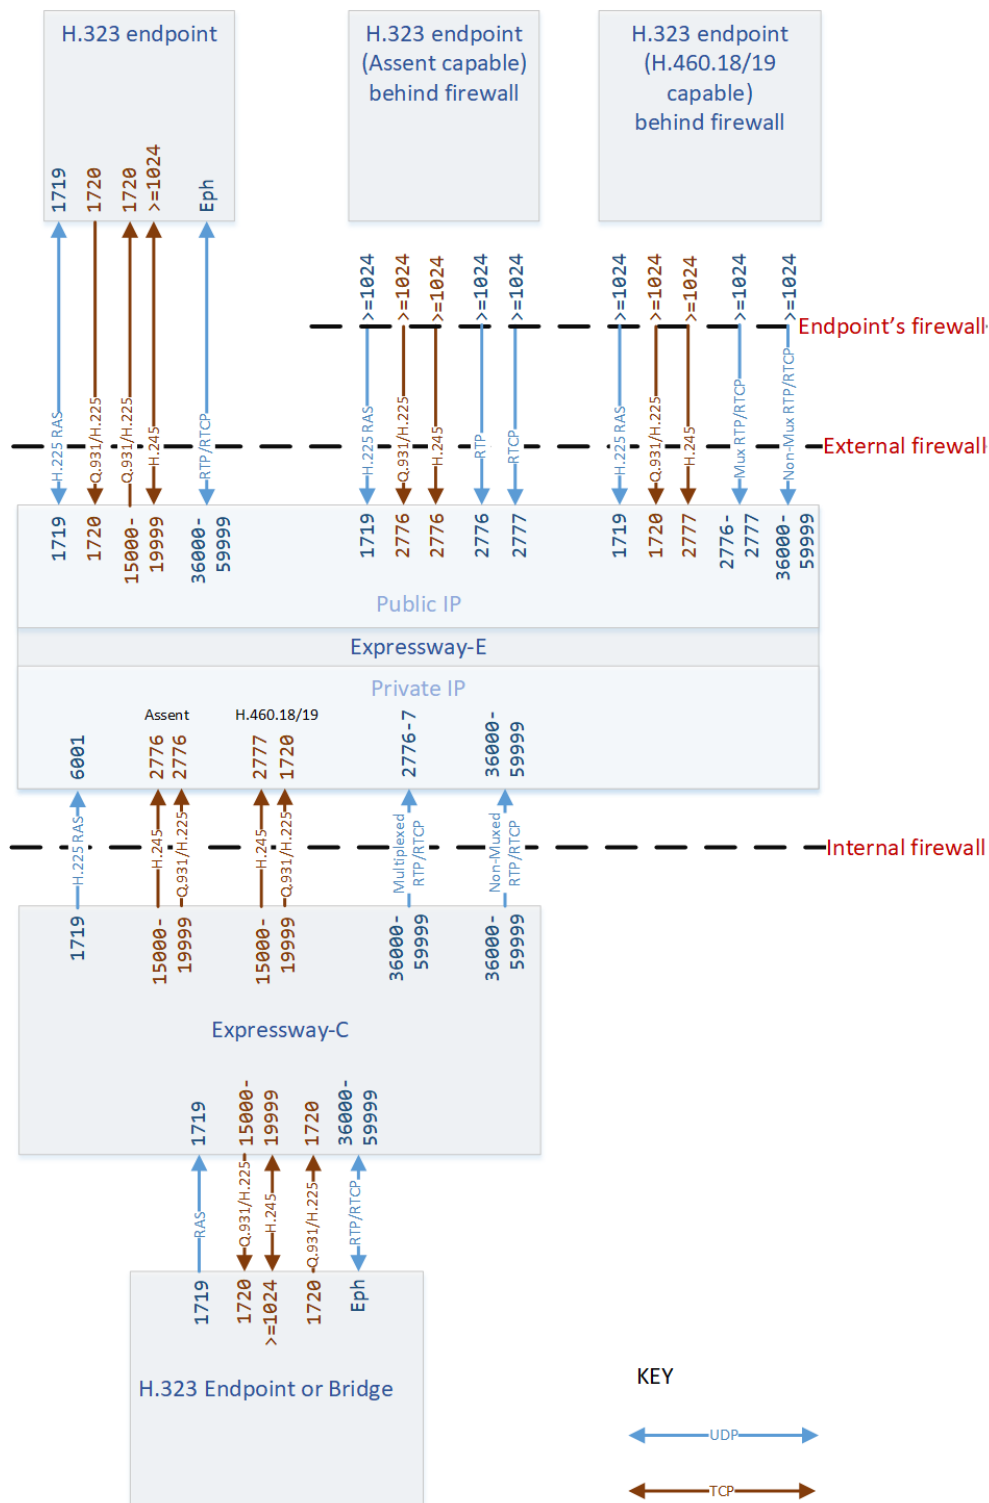 H.323 endpoint
H.323 endpoint
(Assent capable)
behind firewall
H.323 endpoint
(H.460.18/19
capable)
behind firewall
1719
1720
1720
>=1024
Eph
>=1024
>=1024
>=1024
>=1024
>=1024
>=1024
>=1024
>=1024
>=1024
>=1024
Endpoint's firewall
H.225 RAS
Q.931/H.225
Q.931/H.225
H.245
RTP/RTCP
H.225 RAS
Q.931/H.225
H.245
RTP
RTCP
H.225 RAS
Q.931/H.225
H.245
Mux RTP/RTCP
Non-Mux RTP/RTCP
External firewall
1719
1720
15000-
19999
36000-
59999
1719
2776
2776
2776
2777
1719
1720
2777
2776-
2777
36000-
59999
Public IP
Expressway-E
Private IP
Assent
H.460.18/19
6001
2776
2776
2777
1720
2776-7
36000-
59999
H.225 RAS
H.245
Q.931/H.225
H.245
Q.931/H.225
Multiplexed
RTP/RTCP
Non-Muxed
RTP/RTCP
Internal firewall
1719
15000-
19999
15000-
19999
36000-
59999
36000-
59999
Expressway-C
1719
15000-
19999
1720
36000-
59999
RAS
Q.931/H.225
H.245
Q.931/H.225
RTP/RTCP
1719
1720
>=1024
1720
Eph
H.323 Endpoint or Bridge
KEY
UDP
TCP